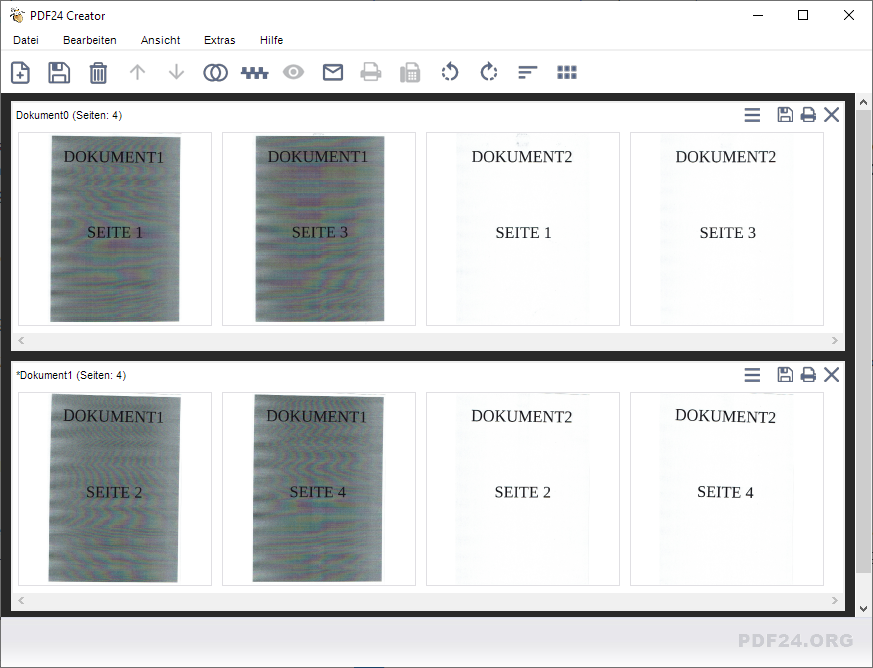 PDF24 Creator
Datei Bearbeiten Ansicht Extras Hilfe
Dokument0 (Seiten: 4)
DOKUMENT1 DOKUMENT1 DOKUMENT2 DOKUMENT2
SEITE 1 SEITE 3 SEITE 1 SEITE 3
*Dokument1 (Seiten: 4)
DOKUMENT1 DOKUMENT1 DOKUMENT2 DOKUMENT2
SEITE 2 SEITE 4 SEITE 2 SEITE 4
PDF24.ORG